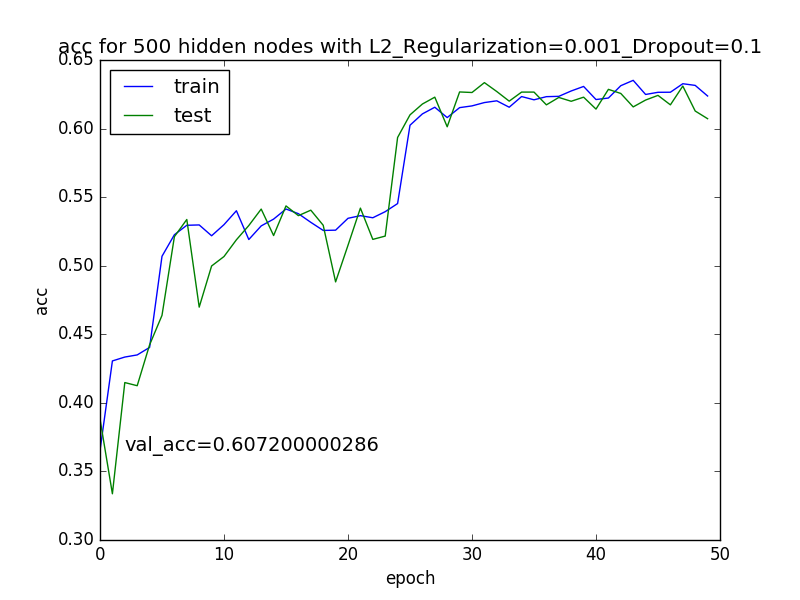 acc for 500 hidden nodes with L2_Regularization=0.001_Dropout=0.1
0.65
train
test
0.60
0.55
0.50
acc
0.45
0.40
val_acc=0.607200000286
0.35
0.30
0 10 20 30 40 50
epoch